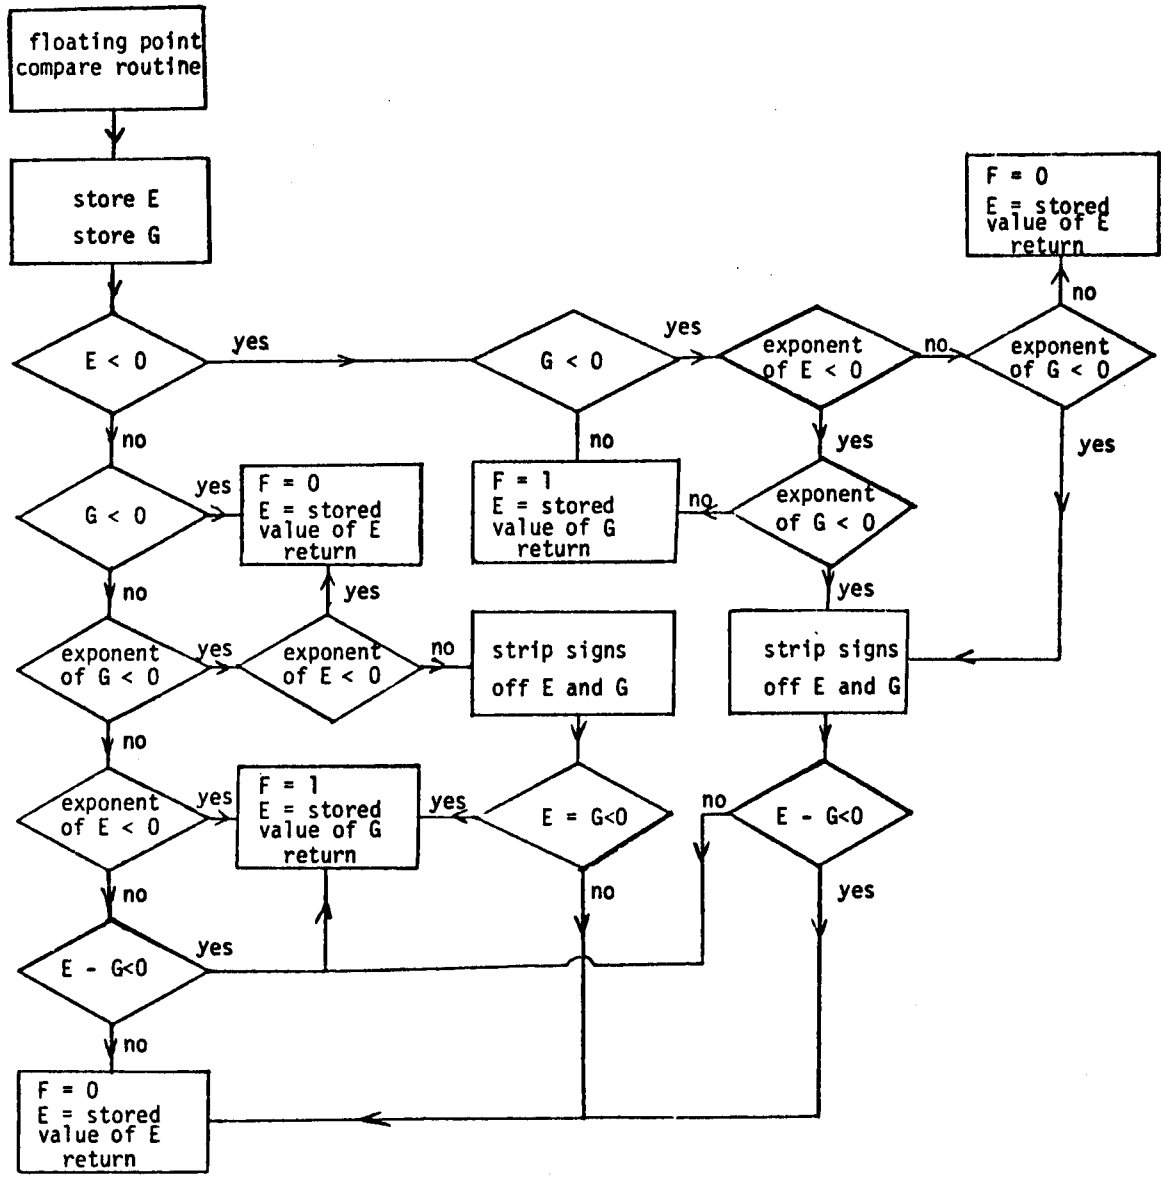 floating point
compare routine
store E
store G
F = 0
E = stored
value of E
return
no
E < 0
yes
G < 0
yes
exponent
of E < 0
no
exponent
of G < 0
no
no
yes
yes
G < 0
yes
F = 0
E = stored
value of E
return
F = 1
E = stored
value of G
return
no
exponent
of G < 0
no
yes
yes
exponent
of G < 0
yes
exponent
of E < 0
no
strip signs
off E and G
strip signs
off E and G
no
exponent
of E < 0
yes
F = 1
E = stored
value of G
return
yes
E = G<0
no
E - G<0
no
no
yes
E - G<0
yes
no
F = 0
E = stored
value of E
return